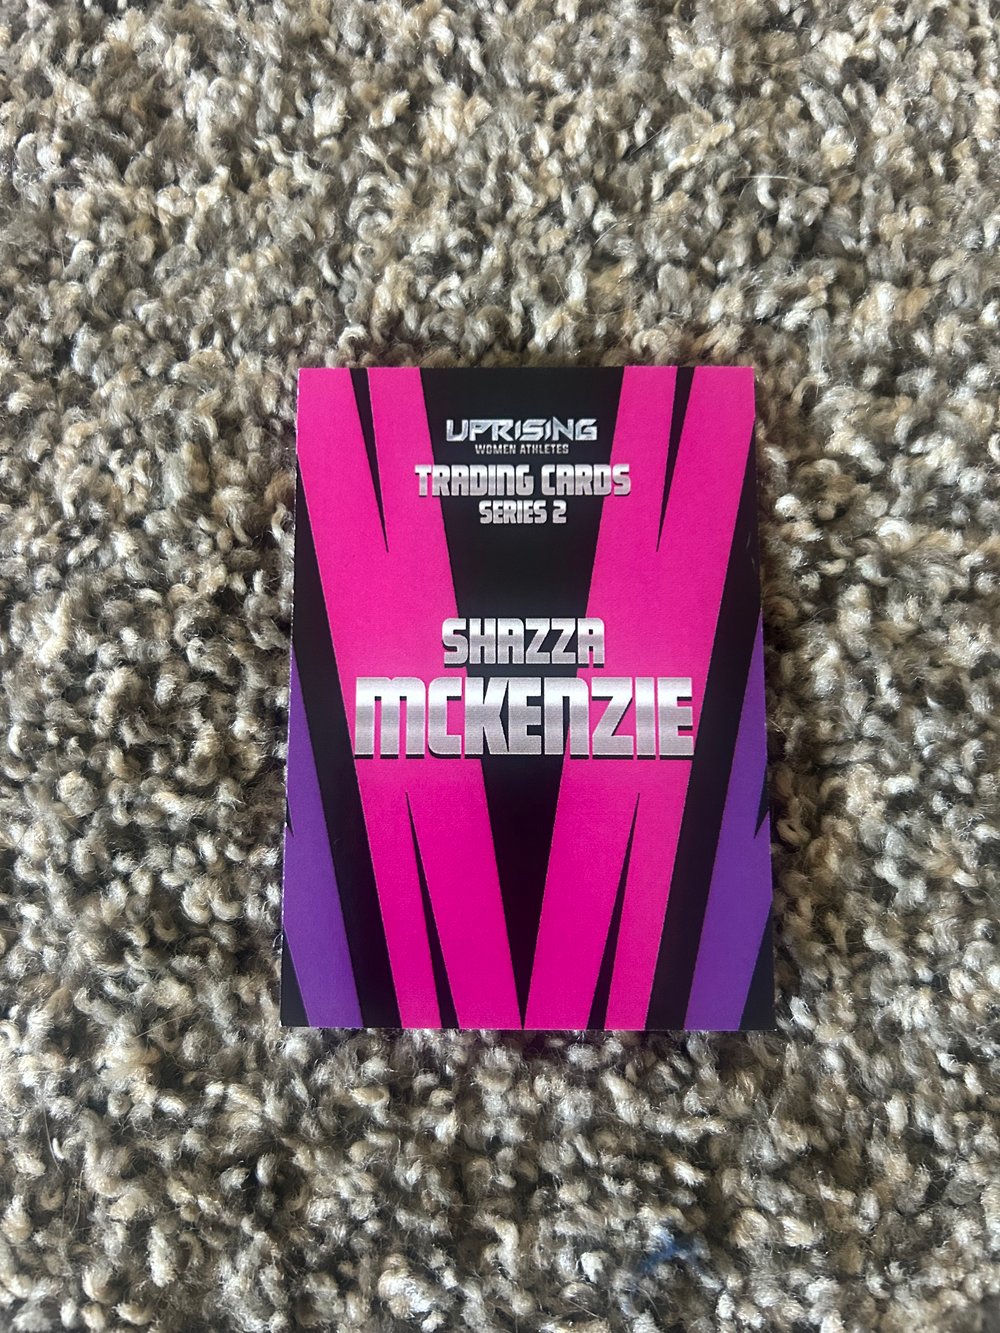 UPRISING
WOMEN ATHLETES
TRADING CARDS
SERIES 2
SHAZZA
MCKENZIE